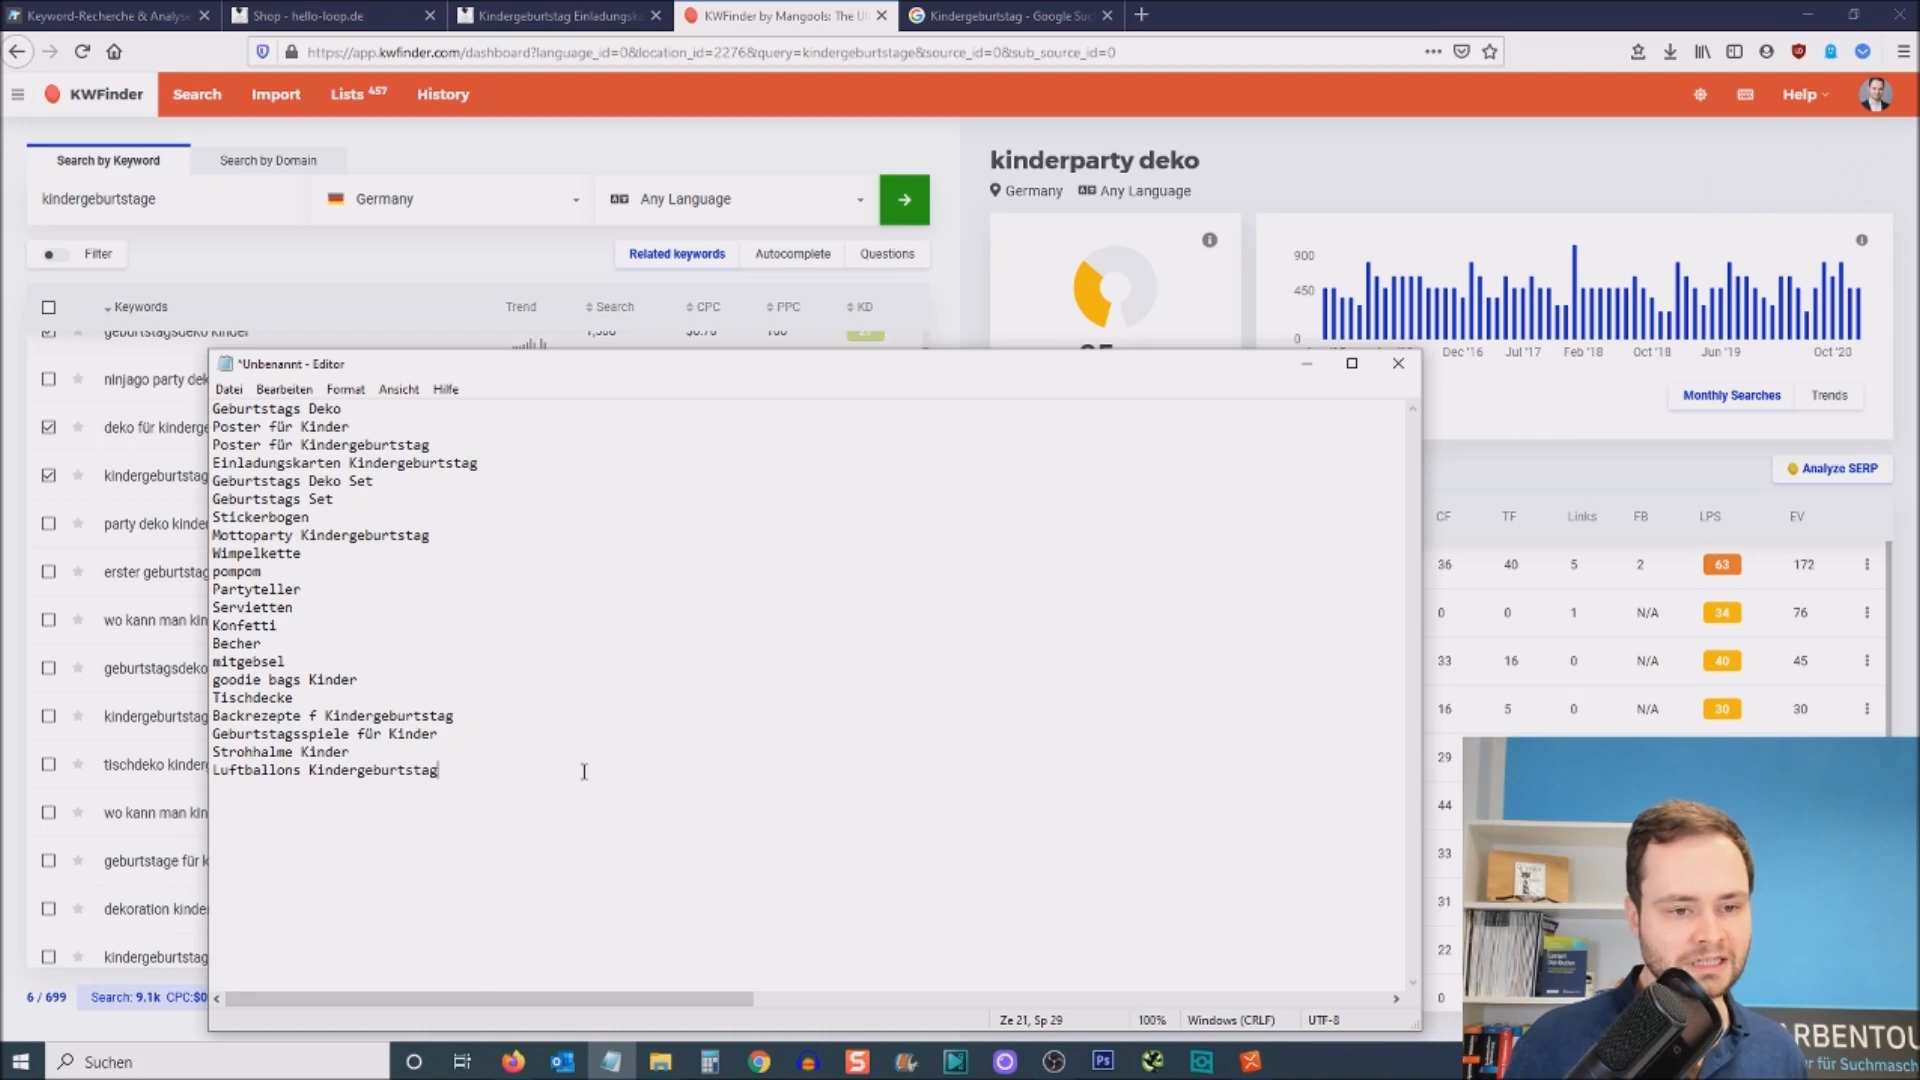 Keyword-Recherche & Analyse
Shop - hello-loop.de
Kindergeburtstag Einladungsk
KWFinder by Mangools: The Ul
Kindergeburtstag - Google Suc
https://app.kwfinder.com/dashboard?language_id=0&location_id=2276&query=kindergeburtstage&source_id=0&sub_source_id=0
KWFinder
Search
Import
Lists 457
History
Help
Search by Keyword
Search by Domain
kindergeburtstage
Germany
Any Language
Filter
Related keywords
Autocomplete
Questions
Keywords
Trend
Search
CPC
PPC
KD
geburtstagsdeko kinder
ninjago party dek
deko für kinderge
kindergeburtstag
party deko kinder
erster geburtstag
wo kann man kin
geburtstagsdeko
kindergeburtstag
tischdeko kinder
wo kann man kin
geburtstage für k
dekoration kinde
kindergeburtstag
6 / 699
Search: 9.1k CPC:$0
kinderparty deko
Germany
Any Language
900
450
0
Dec '16
Jul '17
Feb '18
Oct '18
Jun '19
Oct '20
Monthly Searches
Trends
Analyze SERP
CF
TF
Links
FB
LPS
EV
36 40 5 2 63 172
0 0 1 N/A 34 76
33 16 0 N/A 40 45
16 5 0 N/A 30 30
29
44
33
31
22
0
*Unbenannt - Editor
Datei Bearbeiten Format Ansicht Hilfe
Geburtstags Deko
Poster für Kinder
Poster für Kindergeburtstag
Einladungskarten Kindergeburtstag
Geburtstags Deko Set
Geburtstags Set
Stickerbogen
Mottoparty Kindergeburtstag
Wimpelkette
pompom
Partyteller
Servietten
Konfetti
Becher
mitgebsel
goodie bags Kinder
Tischdecke
Backrezepte f Kindergeburtstag
Geburtstagsspiele für Kinder
Strohhalme Kinder
Luftballons Kindergeburtstag
Ze 21, Sp 29
100%
Windows (CRLF)
UTF-8
Suchen
Ps
ARBENTOU
r für Suchmasch